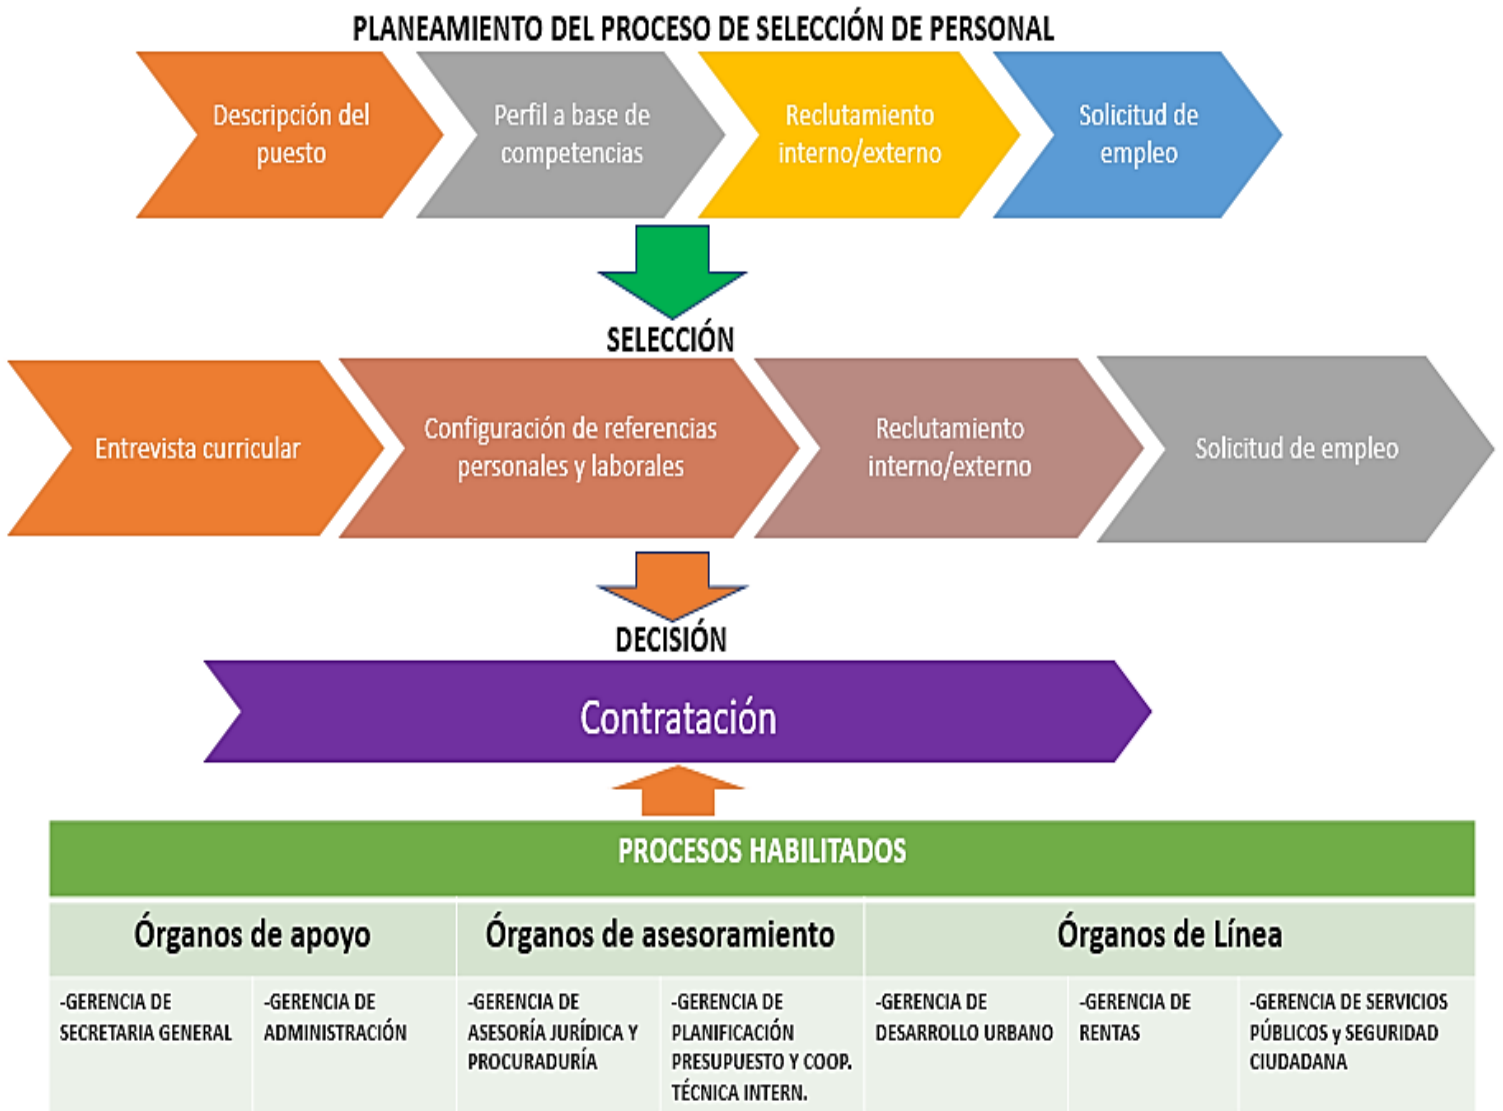 PLANEAMIENTO DEL PROCESO DE SELECCIÓN DE PERSONAL
Descripción del
puesto
Perfil a base de
competencias
Reclutamiento
interno/externo
Solicitud de
empleo
SELECCIÓN
Entrevista curricular
Configuración de referencias
personales y laborales
Reclutamiento
interno/externo
Solicitud de empleo
DECISIÓN
Contratación
PROCESOS HABILITADOS
Órganos de apoyo
Órganos de asesoramiento
Órganos de Línea
-GERENCIA DE
SECRETARIA GENERAL
-GERENCIA DE
ADMINISTRACIÓN
-GERENCIA DE
ASESORÍA JURÍDICA Y
PROCURADURÍA
-GERENCIA DE
PLANIFICACIÓN
PRESUPUESTO Y COOP.
TÉCNICA INTERN.
-GERENCIA DE
DESARROLLO URBANO
-GERENCIA DE
RENTAS
-GERENCIA DE SERVICIOS
PÚBLICOS y SEGURIDAD
CIUDADANA